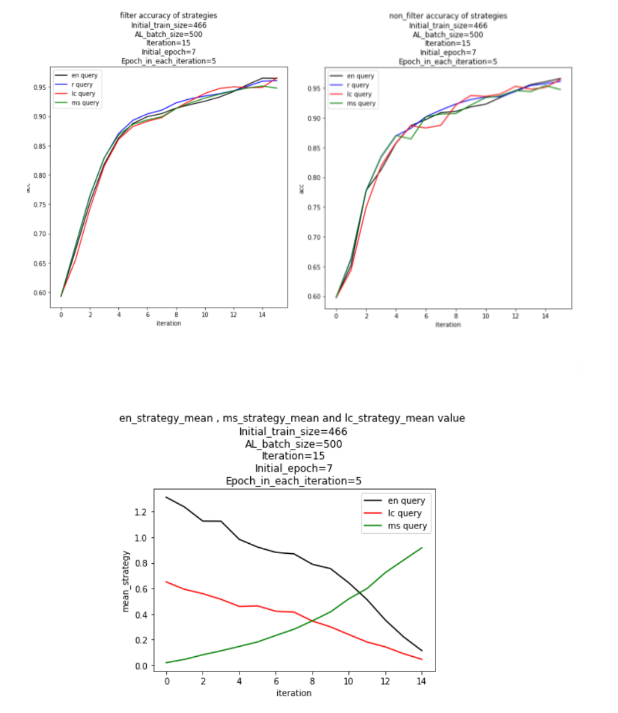 filter accuracy of strategies
Initial_train_size=466
AL_batch_size=500
Iteration=15
Initial_epoch=7
Epoch_in_each_iteration=5
en query
r query
lc query
ms query
0.95
0.90
0.85
0.80
0.75
0.70
0.65
0.60
0 2 4 6 8 10 12 14
iteration
non_filter accuracy of strategies
Initial_train_size=466
AL_batch_size=500
Iteration=15
Initial_epoch=7
Epoch_in_each_iteration=5
en query
r query
lc query
ms query
acc
0.95
0.90
0.85
0.80
0.75
0.70
0.65
0.60
0 2 4 6 8 10 12 14
iteration
en_strategy_mean , ms_strategy_mean and lc_strategy_mean value
Initial_train_size=466
AL_batch_size=500
Iteration=15
Initial_epoch=7
Epoch_in_each_iteration=5
en query
lc query
ms query
mean_strategy
1.2
1.0
0.8
0.6
0.4
0.2
0.0
0 2 4 6 8 10 12 14
iteration